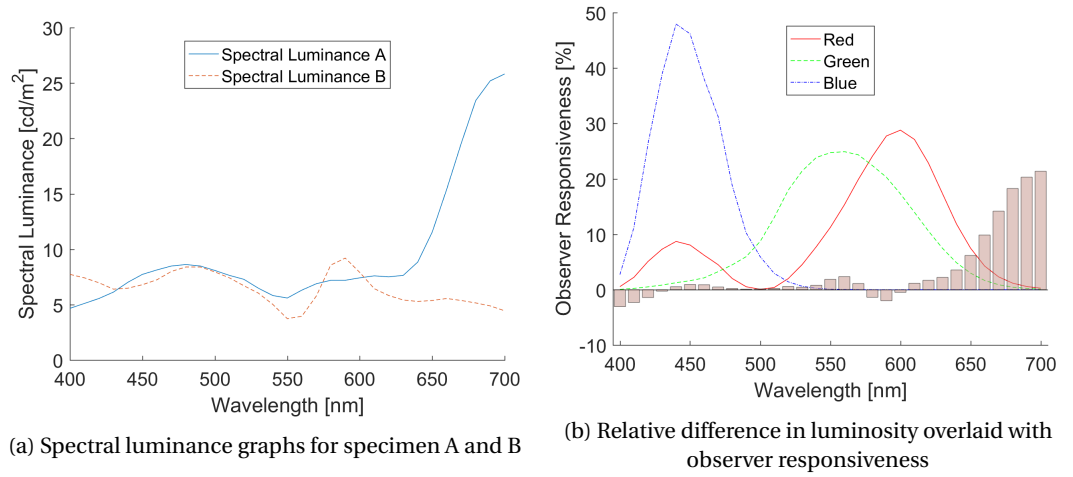 30
25
20
15
10
5
0
Spectral Luminance [cd/m²]
Spectral Luminance A
Spectral Luminance B
400 450 500 550 600 650 700
Wavelength [nm]
(a) Spectral luminance graphs for specimen A and B
50
40
30
20
10
0
-10
Observer Responsiveness [%]
Red
Green
Blue
400 450 500 550 600 650 700
Wavelength [nm]
(b) Relative difference in luminosity overlaid with
observer responsiveness